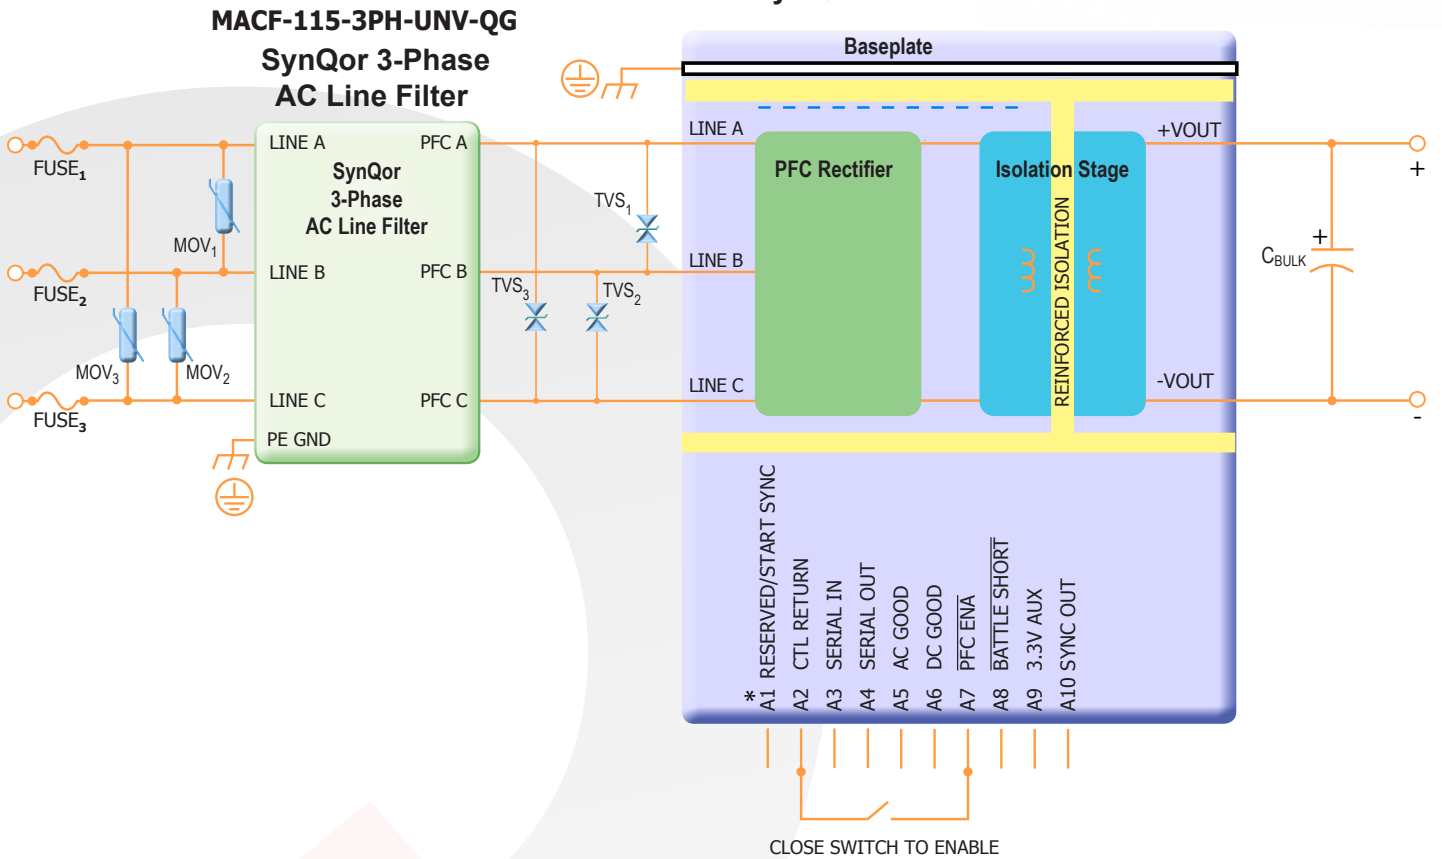 MACF-115-3PH-UNV-QG
SynQor 3-Phase
AC Line Filter
Baseplate
FUSE1
FUSE2
FUSE3
MOV1
MOV3
MOV2
LINE A
PFC A
SynQor
3-Phase
AC Line Filter
LINE B
PFC B
LINE C
PFC C
PE GND
TVS1
TVS3
TVS2
LINE A
LINE B
LINE C
PFC Rectifier
Isolation Stage
REINFORCED ISOLATION
+VOUT
-VOUT
+
CBULK
+
-
*
A1 RESERVED/START SYNC
A2 CTL RETURN
A3 SERIAL IN
A4 SERIAL OUT
A5 AC GOOD
A6 DC GOOD
A7 PFC ENA
A8 BATTLE SHORT
A9 3.3V AUX
A10 SYNC OUT
CLOSE SWITCH TO ENABLE